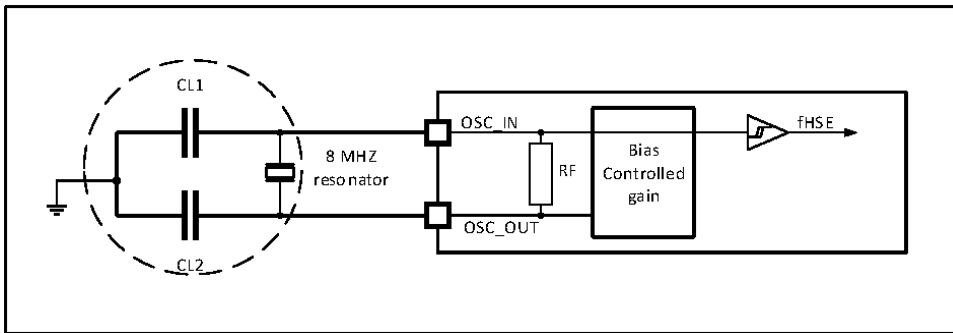 CL1
OSC_IN
fHSE
8 MHZ
resonator
RF
Bias
Controlled
gain
OSC_OUT
CL2